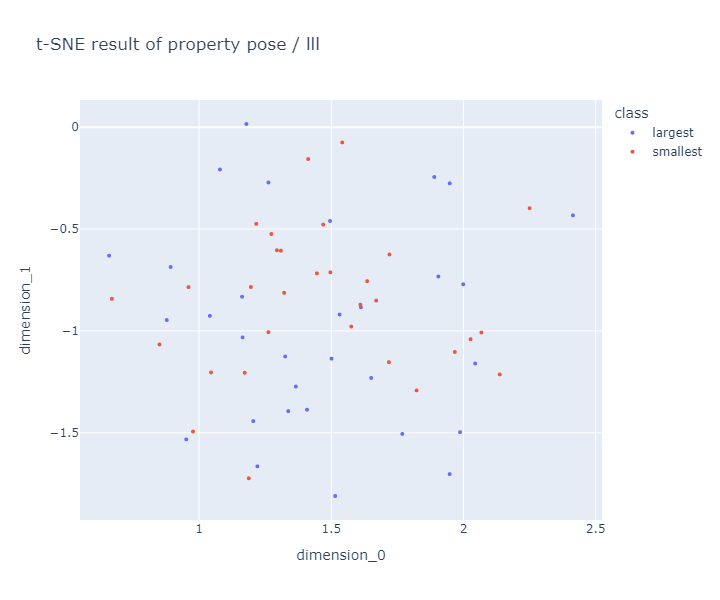 t-SNE result of property pose / lll
class
largest
smallest
0
−0.5
−1
−1.5
dimension_1
1
1.5
2
2.5
dimension_0